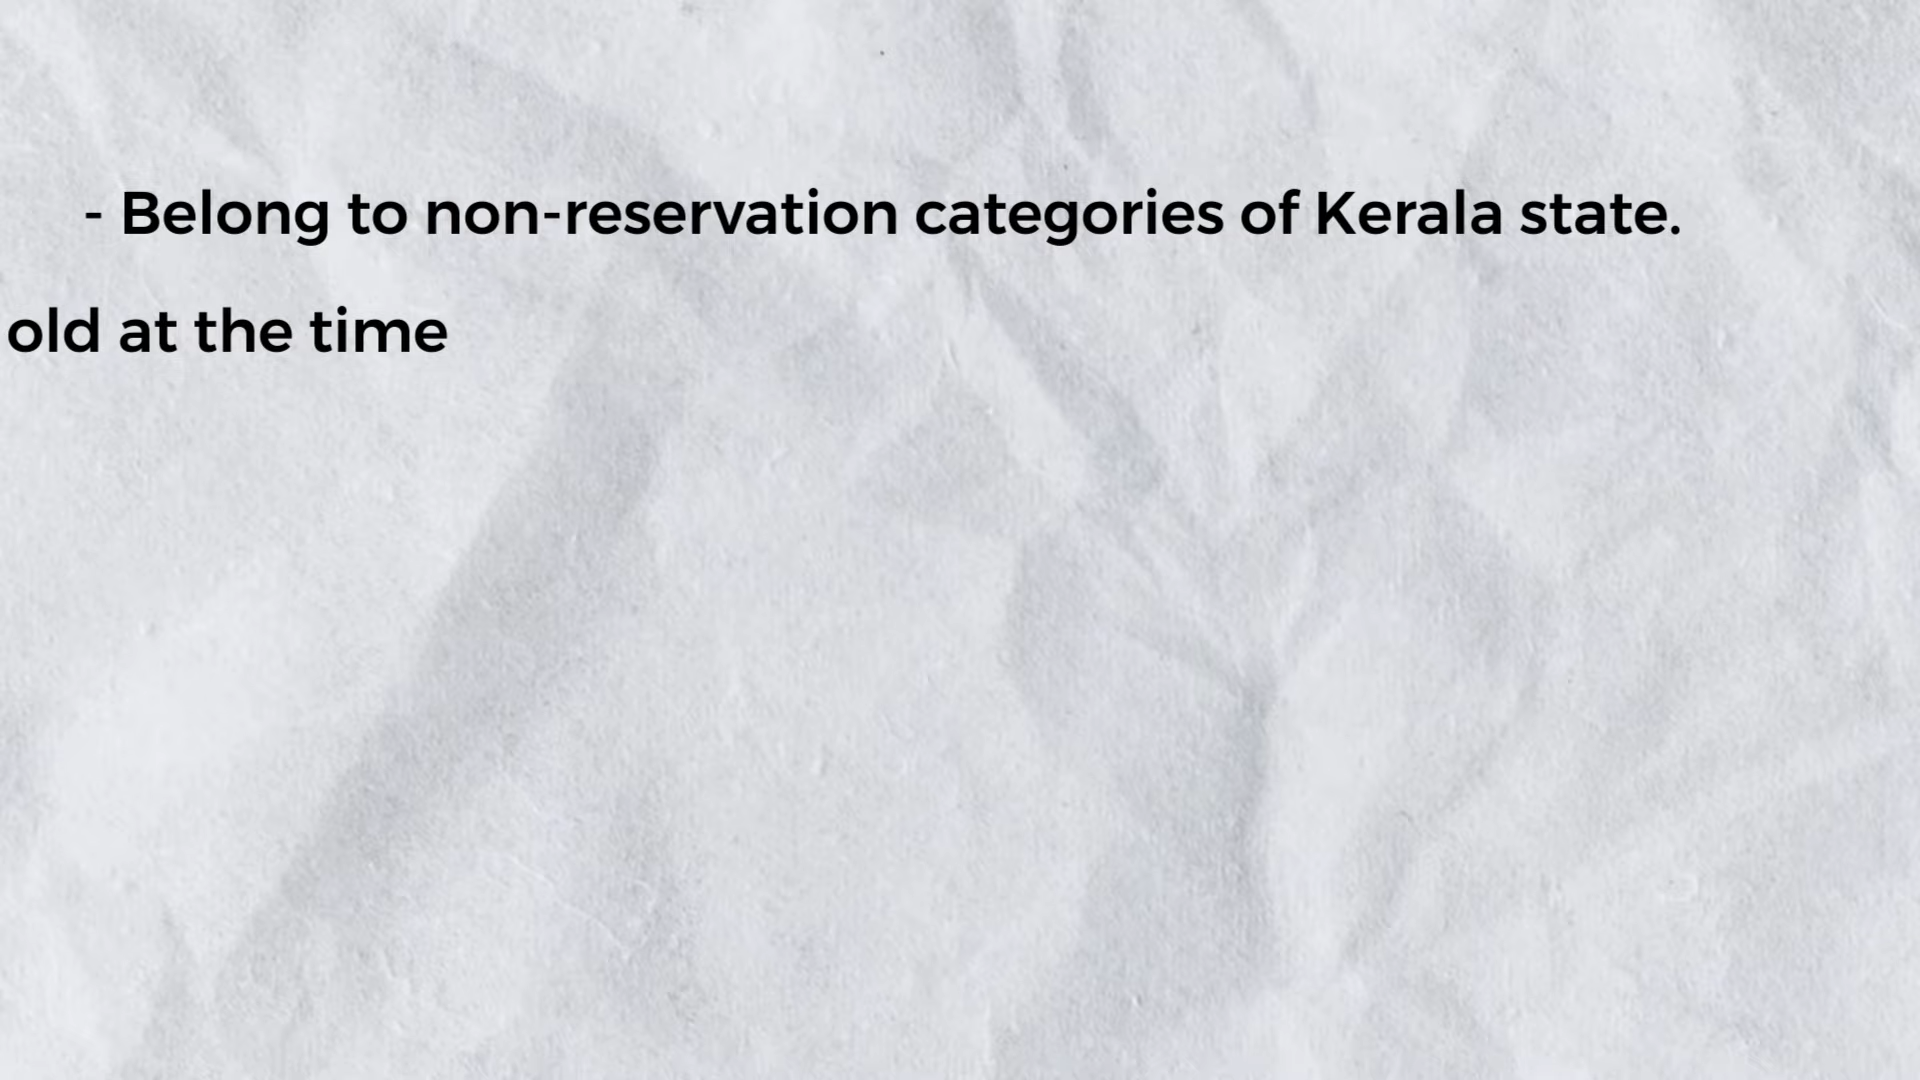 - Belong to non-reservation categories of Kerala state.
old at the time